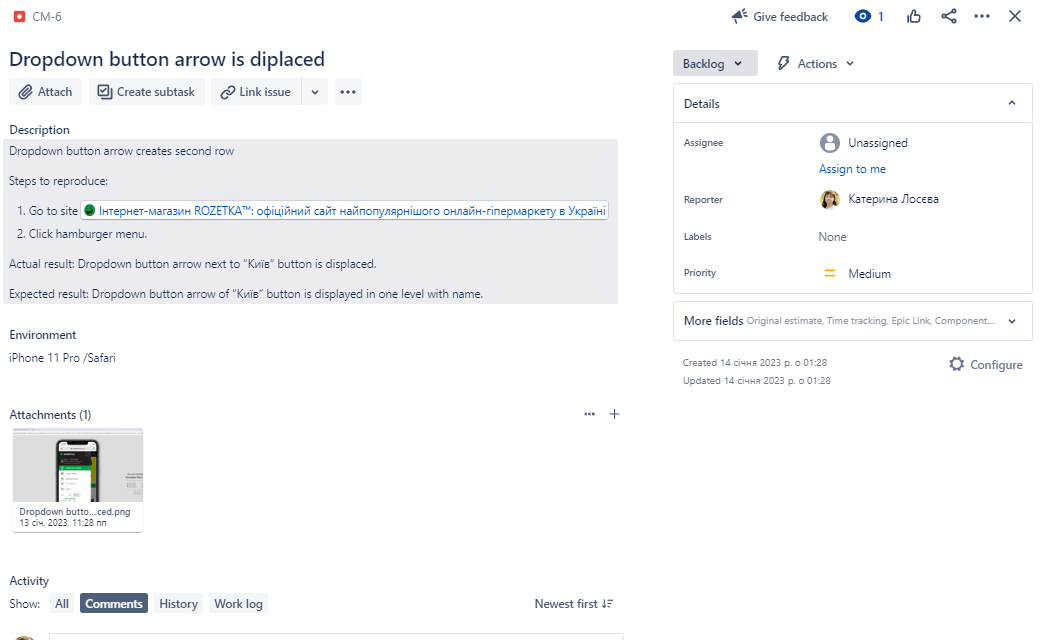 CM-6
Give feedback
1
Dropdown button arrow is diplaced
Attach
Create subtask
Link issue
Backlog
Actions
Description
Dropdown button arrow creates second row
Steps to reproduce:
1. Go to site Інтернет-магазин ROZETKA™: офіційний сайт найпопулярнішого онлайн-гіпермаркету в Україні
2. Click hamburger menu.
Actual result: Dropdown button arrow next to “Київ” button is displaced.
Expected result: Dropdown button arrow of “Київ” button is displayed in one level with name.
Environment
iPhone 11 Pro /Safari
Attachments (1)
Dropdown butto...ced.png
13 січ. 2023, 11:28 пп
Activity
Show:
All
Comments
History
Work log
Newest first
Details
Assignee
Unassigned
Assign to me
Reporter
Катерина Лосєва
Labels
None
Priority
Medium
More fields Original estimate, Time tracking, Epic Link, Component...
Created 14 січня 2023 р. о 01:28
Updated 14 січня 2023 р. о 01:28
Configure